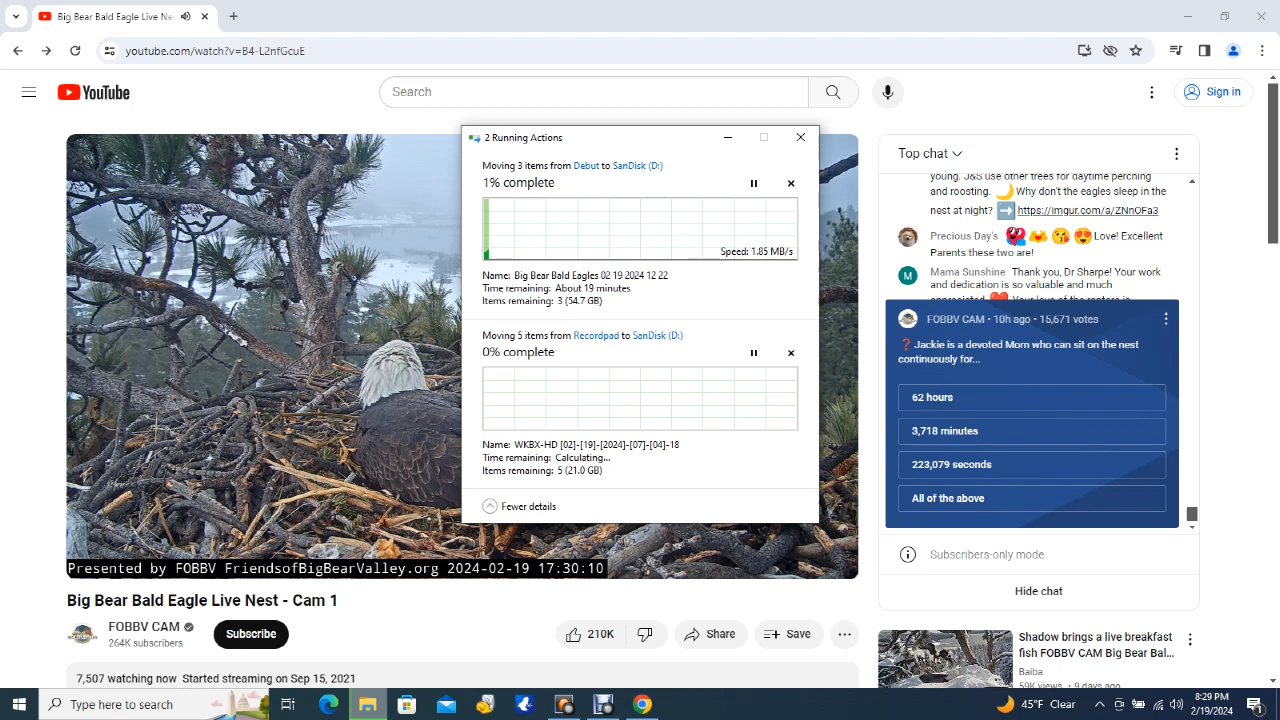 Big Bear Bald Eagle Live Ne
youtube.com/watch?v=B4-L2nfGcuE
YouTube
Search
Sign in
2 Running Actions
Moving 3 items from Debut to SanDisk (D:)
1% complete
Speed: 1.85 MB/s
Name: Big Bear Bald Eagles 02 19 2024 12 22
Time remaining: About 19 minutes
Items remaining: 3 (54.7 GB)
Moving 5 items from Recordpad to SanDisk (D:)
0% complete
Name: WKBX-HD [02]-[19]-[2024]-[07]-[04]-18
Time remaining: Calculating...
Items remaining: 5 (21.0 GB)
Fewer details
Presented by FOBBV FriendsofBigBearValley.org 2024-02-19 17:30:10
Big Bear Bald Eagle Live Nest - Cam 1
FOBBV CAM
264K subscribers
Subscribe
210K
Share
Save
7,507 watching now Started streaming on Sep 15, 2021
Top chat
young. J&S use other trees for daytime perching
and roosting. 🌙 Why don't the eagles sleep in the
nest at night? ➡️ https://imgur.com/a/ZNnOFa3
Precious Day's 🥰🤗😘😍 Love! Excellent
Parents these two are!
M
Mama Sunshine Thank you, Dr Sharpe! Your work
and dedication is so valuable and much
FOBBV CAM • 10h ago • 15,671 votes
❓Jackie is a devoted Mom who can sit on the nest
continuously for...
62 hours
3,718 minutes
223,079 seconds
All of the above
Subscribers-only mode
Hide chat
Shadow brings a live breakfast
fish FOBBV CAM Big Bear Bal...
Baiba
59K views • 9 days ago
Type here to search
45°F Clear
8:29 PM
2/19/2024
1